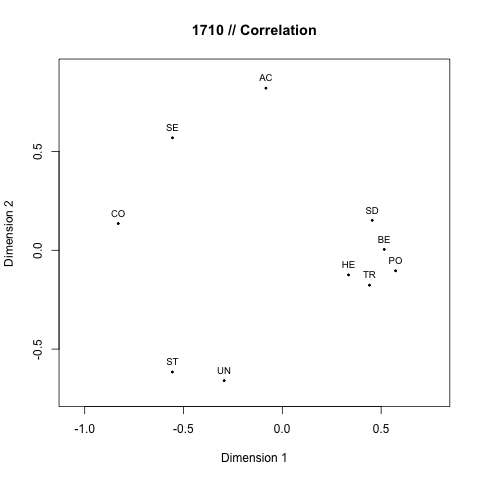 1710 // Correlation
AC
SE
CO
SD
BE
PO
HE
TR
ST
UN
Dimension 2
0.5
0.0
-0.5
-1.0 -0.5 0.0 0.5
Dimension 1